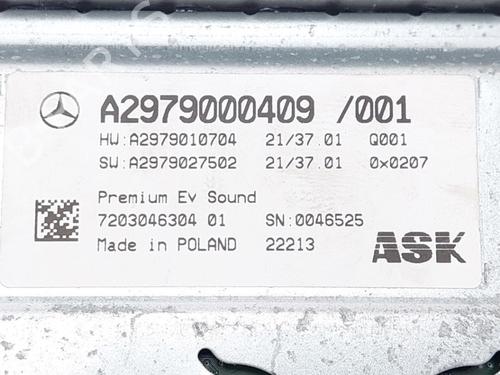 A2979000409 /001
HW:A2979010704 21/37.01 Q001
SW:A2979027502 21/37.01 0x0207
Premium Ev Sound
7203046304 01 SN:0046525
Made in POLAND 22213
ASK